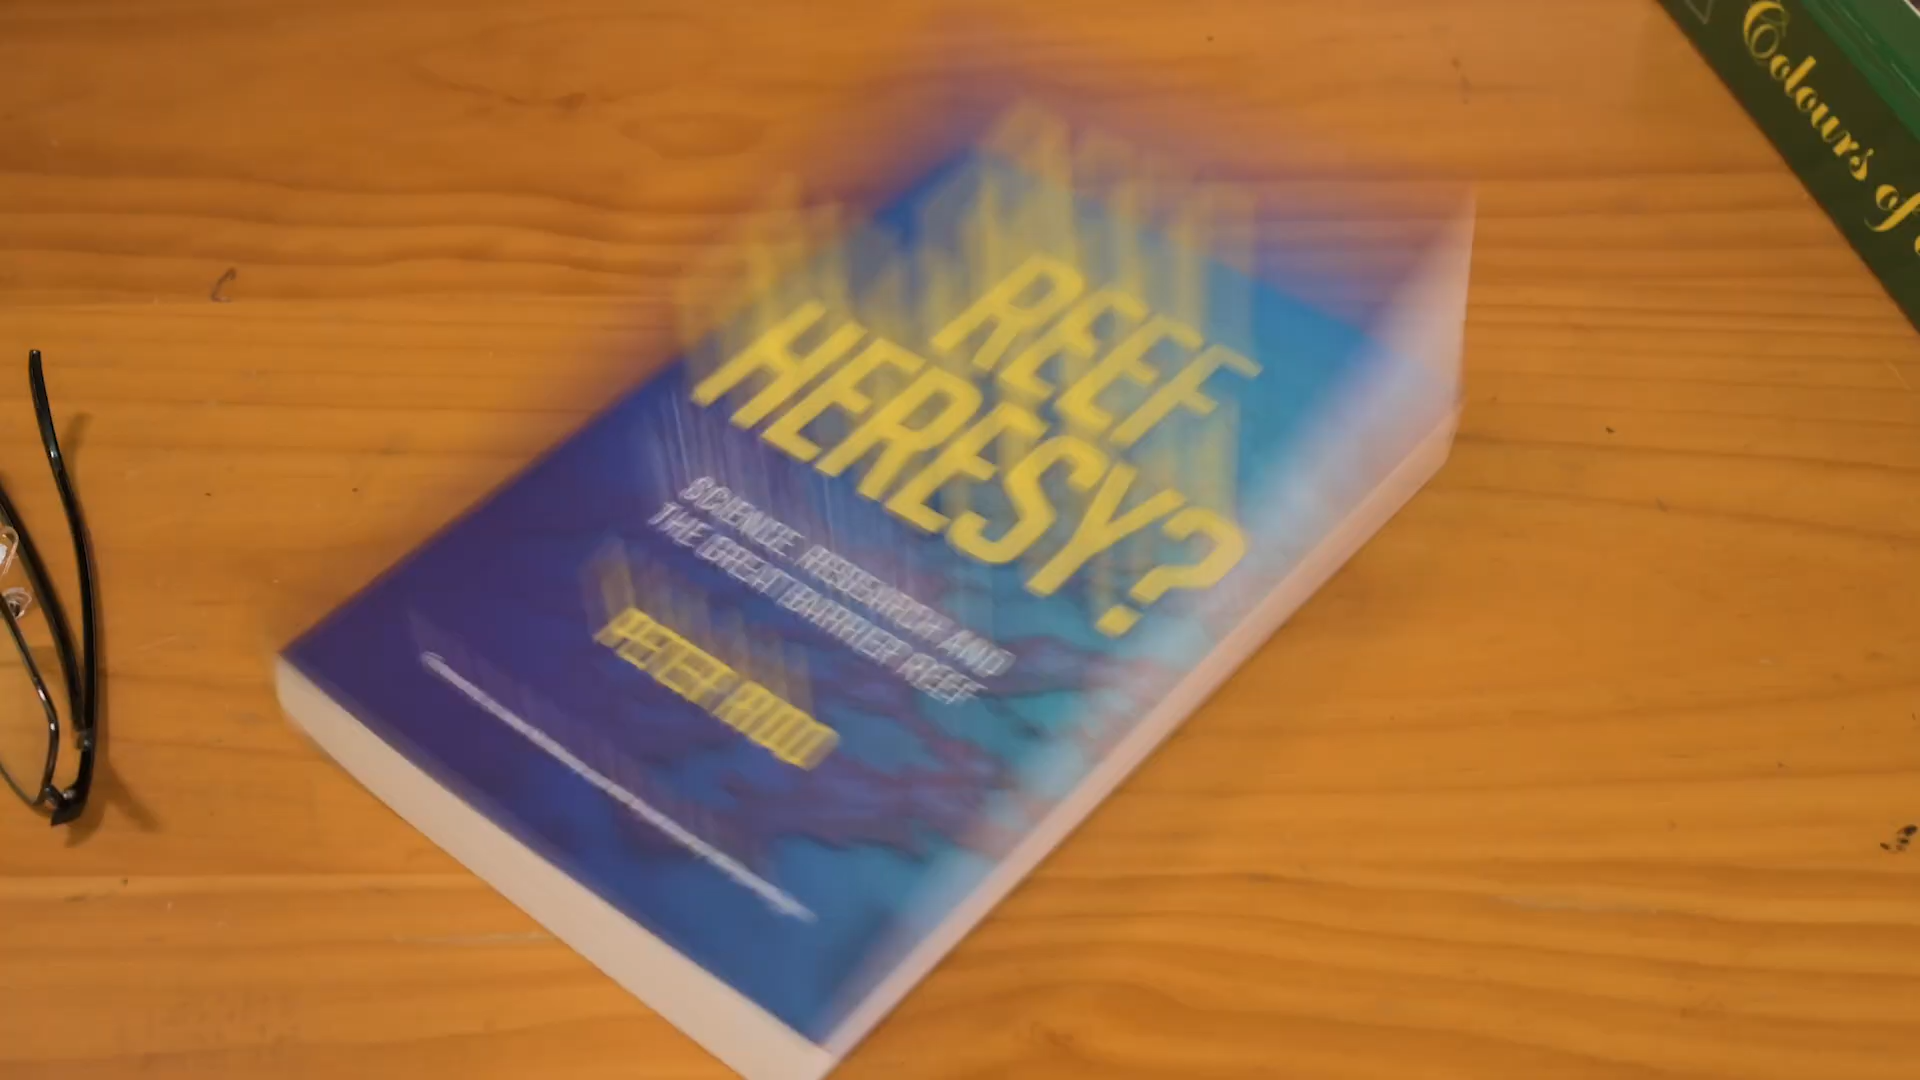 REEF
HERESY?
SCIENCE, RESEARCH AND
THE GREAT BARRIER REEF
PETER RIDD
Colours of